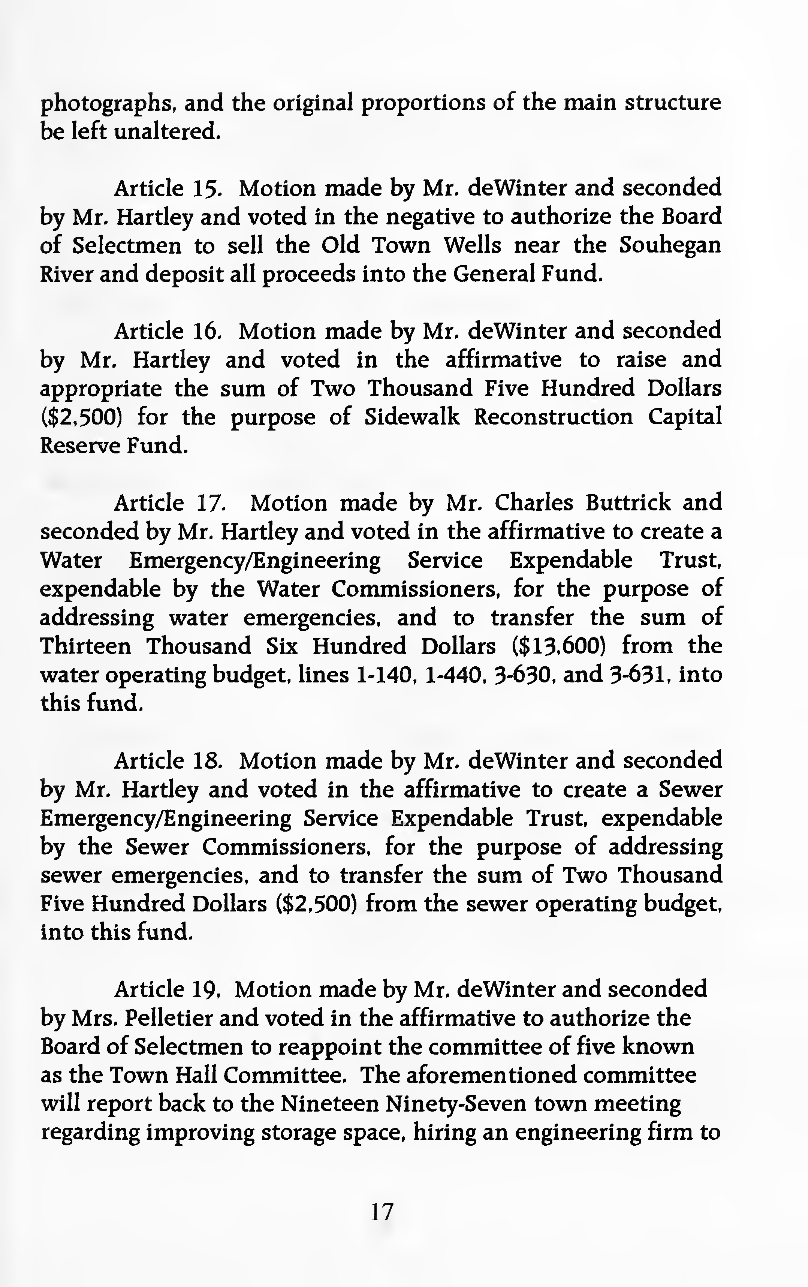 photographs, and the original proportions of the main structure
be left unaltered.
Article 15. Motion made by Mr. deWinter and seconded
by Mr. Hartley and voted in the negative to authorize the Board
of Selectmen to sell the Old Town Wells near the Souhegan
River and deposit all proceeds into the General Fund.
Article 16. Motion made by Mr. deWinter and seconded
by Mr. Hartley and voted in the affirmative to raise and
appropriate the sum of Two Thousand Five Hundred Dollars
($2,500) for the purpose of Sidewalk Reconstruction Capital
Reserve Fund.
Article 17. Motion made by Mr. Charles Buttrick and
seconded by Mr. Hartley and voted in the affirmative to create a
Water Emergency/Engineering Service Expendable Trust,
expendable by the Water Commissioners, for the purpose of
addressing water emergencies, and to transfer the sum of
Thirteen Thousand Six Hundred Dollars ($13,600) from the
water operating budget, lines 1-140, 1-440, 3-630, and 3-631, into
this fund.
Article 18. Motion made by Mr. deWinter and seconded
by Mr. Hartley and voted in the affirmative to create a Sewer
Emergency/Engineering Service Expendable Trust, expendable
by the Sewer Commissioners, for the purpose of addressing
sewer emergencies, and to transfer the sum of Two Thousand
Five Hundred Dollars ($2,500) from the sewer operating budget,
into this fund.
Article 19. Motion made by Mr. deWinter and seconded
by Mrs. Pelletier and voted in the affirmative to authorize the
Board of Selectmen to reappoint the committee of five known
as the Town Hall Committee. The aforementioned committee
will report back to the Nineteen Ninety-Seven town meeting
regarding improving storage space, hiring an engineering firm to
17